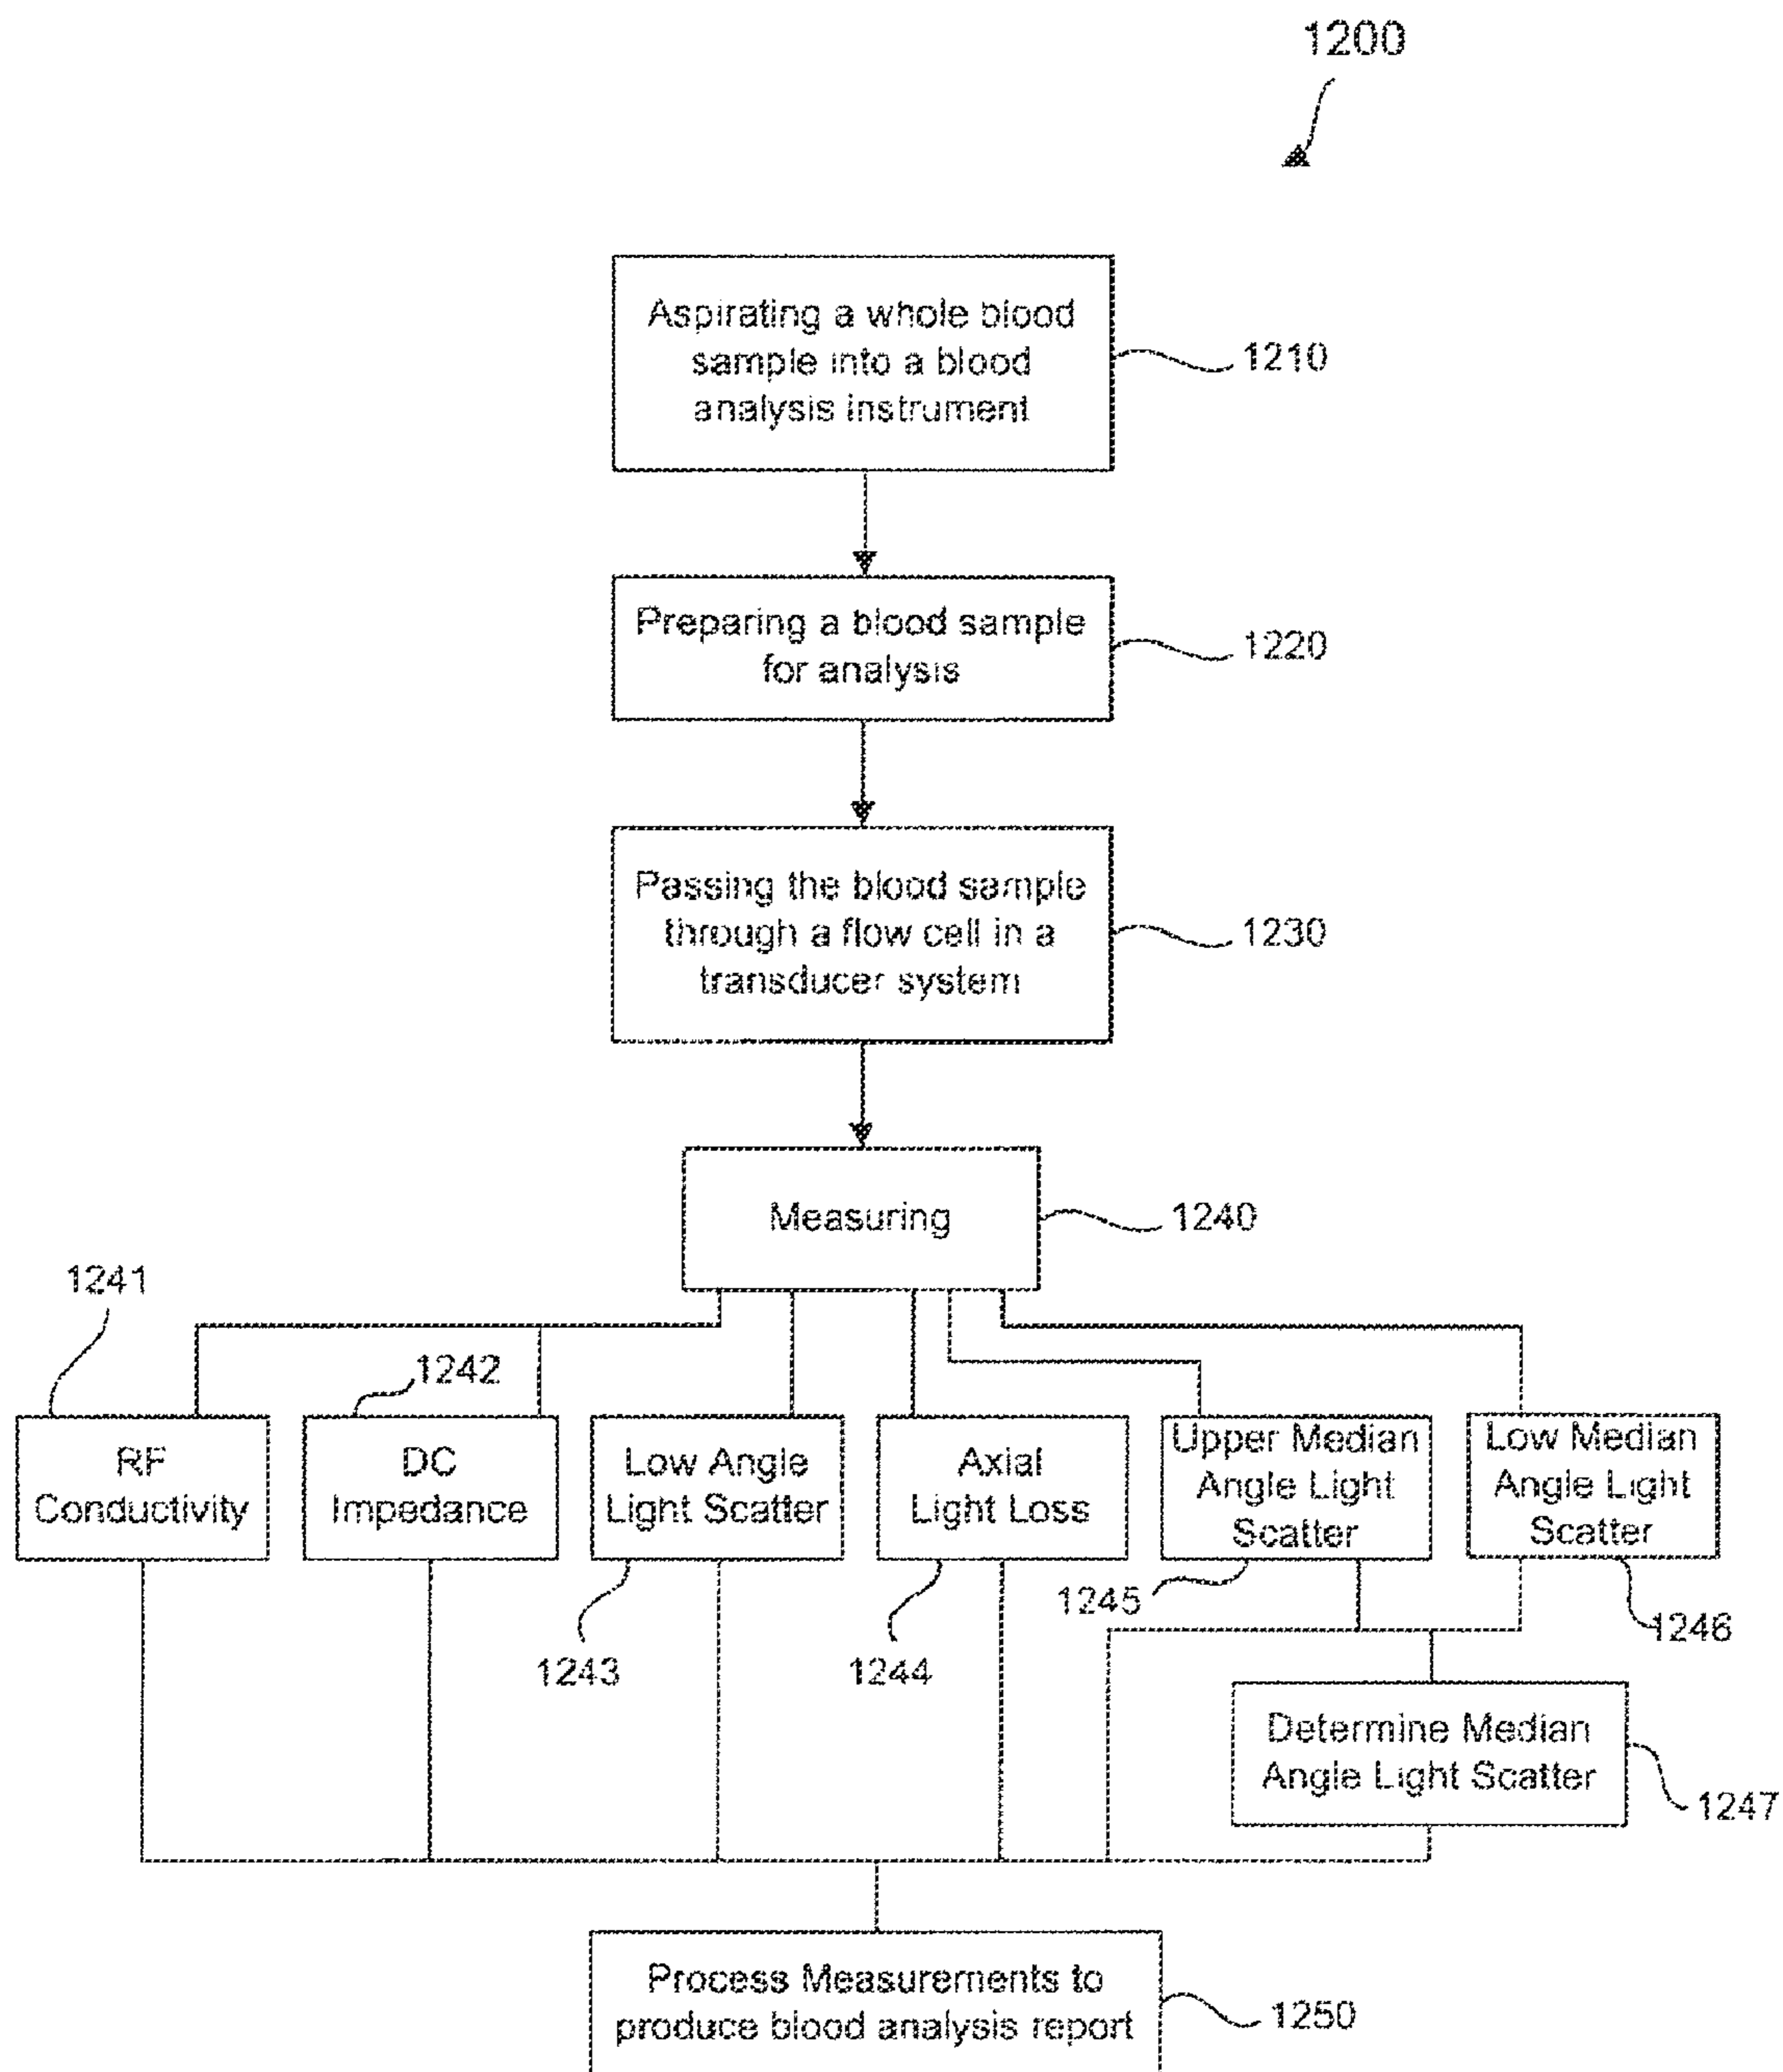 1200
Aspirating a whole blood
sample into a blood
analysis instrument
1210
Preparing a blood sample
for analysis
1220
Passing the blood sample
through a flow cell in a
transducer system
1230
Measuring
1240
1241
1242
RF
Conductivity
DC
Impedance
Low Angle
Light Scatter
Axial
Light Loss
Upper Median
Angle Light
Scatter
Low Median
Angle Light
Scatter
1243
1244
1245
1246
Determine Median
Angle Light Scatter
1247
Process Measurements to
produce blood analysis report
1250